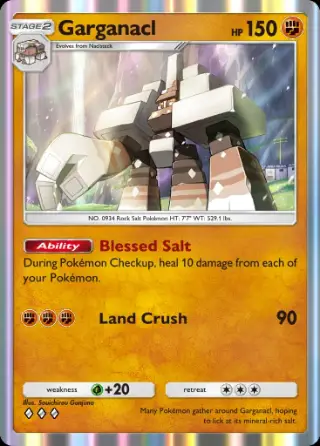 STAGE 2
Garganacl
HP 150
Evolves from Naclstack
NO. 0934 Rock Salt Pokémon HT: 7'7" WT: 529.1 lbs.
Ability Blessed Salt
During Pokémon Checkup, heal 10 damage from each of
your Pokémon.
Land Crush 90
weakness +20
retreat
Illus. Souichirou Gunjima
Many Pokémon gather around Garganacl, hoping
to lick at its mineral-rich salt.